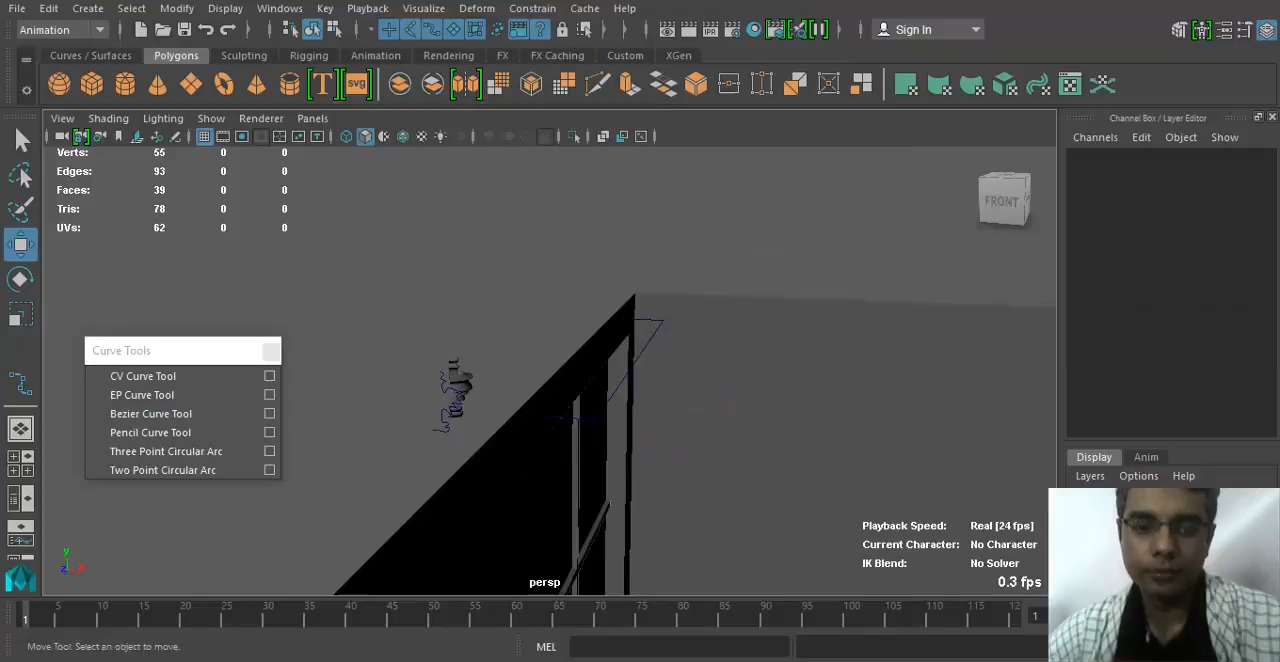 File Edit Create Select Modify Display Windows Key Playback Visualize Deform Constrain Cache Help
Animation
IPR
Sign In
Curves / Surfaces Polygons Sculpting Rigging Animation Rendering FX FX Caching Custom XGen
T SVG
View Shading Lighting Show Renderer Panels
Verts: 55 0 0
Edges: 93 0 0
Faces: 39 0 0
Tris: 78 0 0
UVs: 62 0 0
FRONT
Curve Tools
CV Curve Tool
EP Curve Tool
Bezier Curve Tool
Pencil Curve Tool
Three Point Circular Arc
Two Point Circular Arc
y
z x
persp
Playback Speed: Real [24 fps]
Current Character: No Character
IK Blend: No Solver
0.3 fps
Channel Box / Layer Editor
Channels Edit Object Show
Display Anim
Layers Options Help
1 5 10 15 20 25 30 35 40 45 50 55 60 65 70 75 80 85 90 95 100 105 110 115 12 1
Move Tool: Select an object to move.
MEL